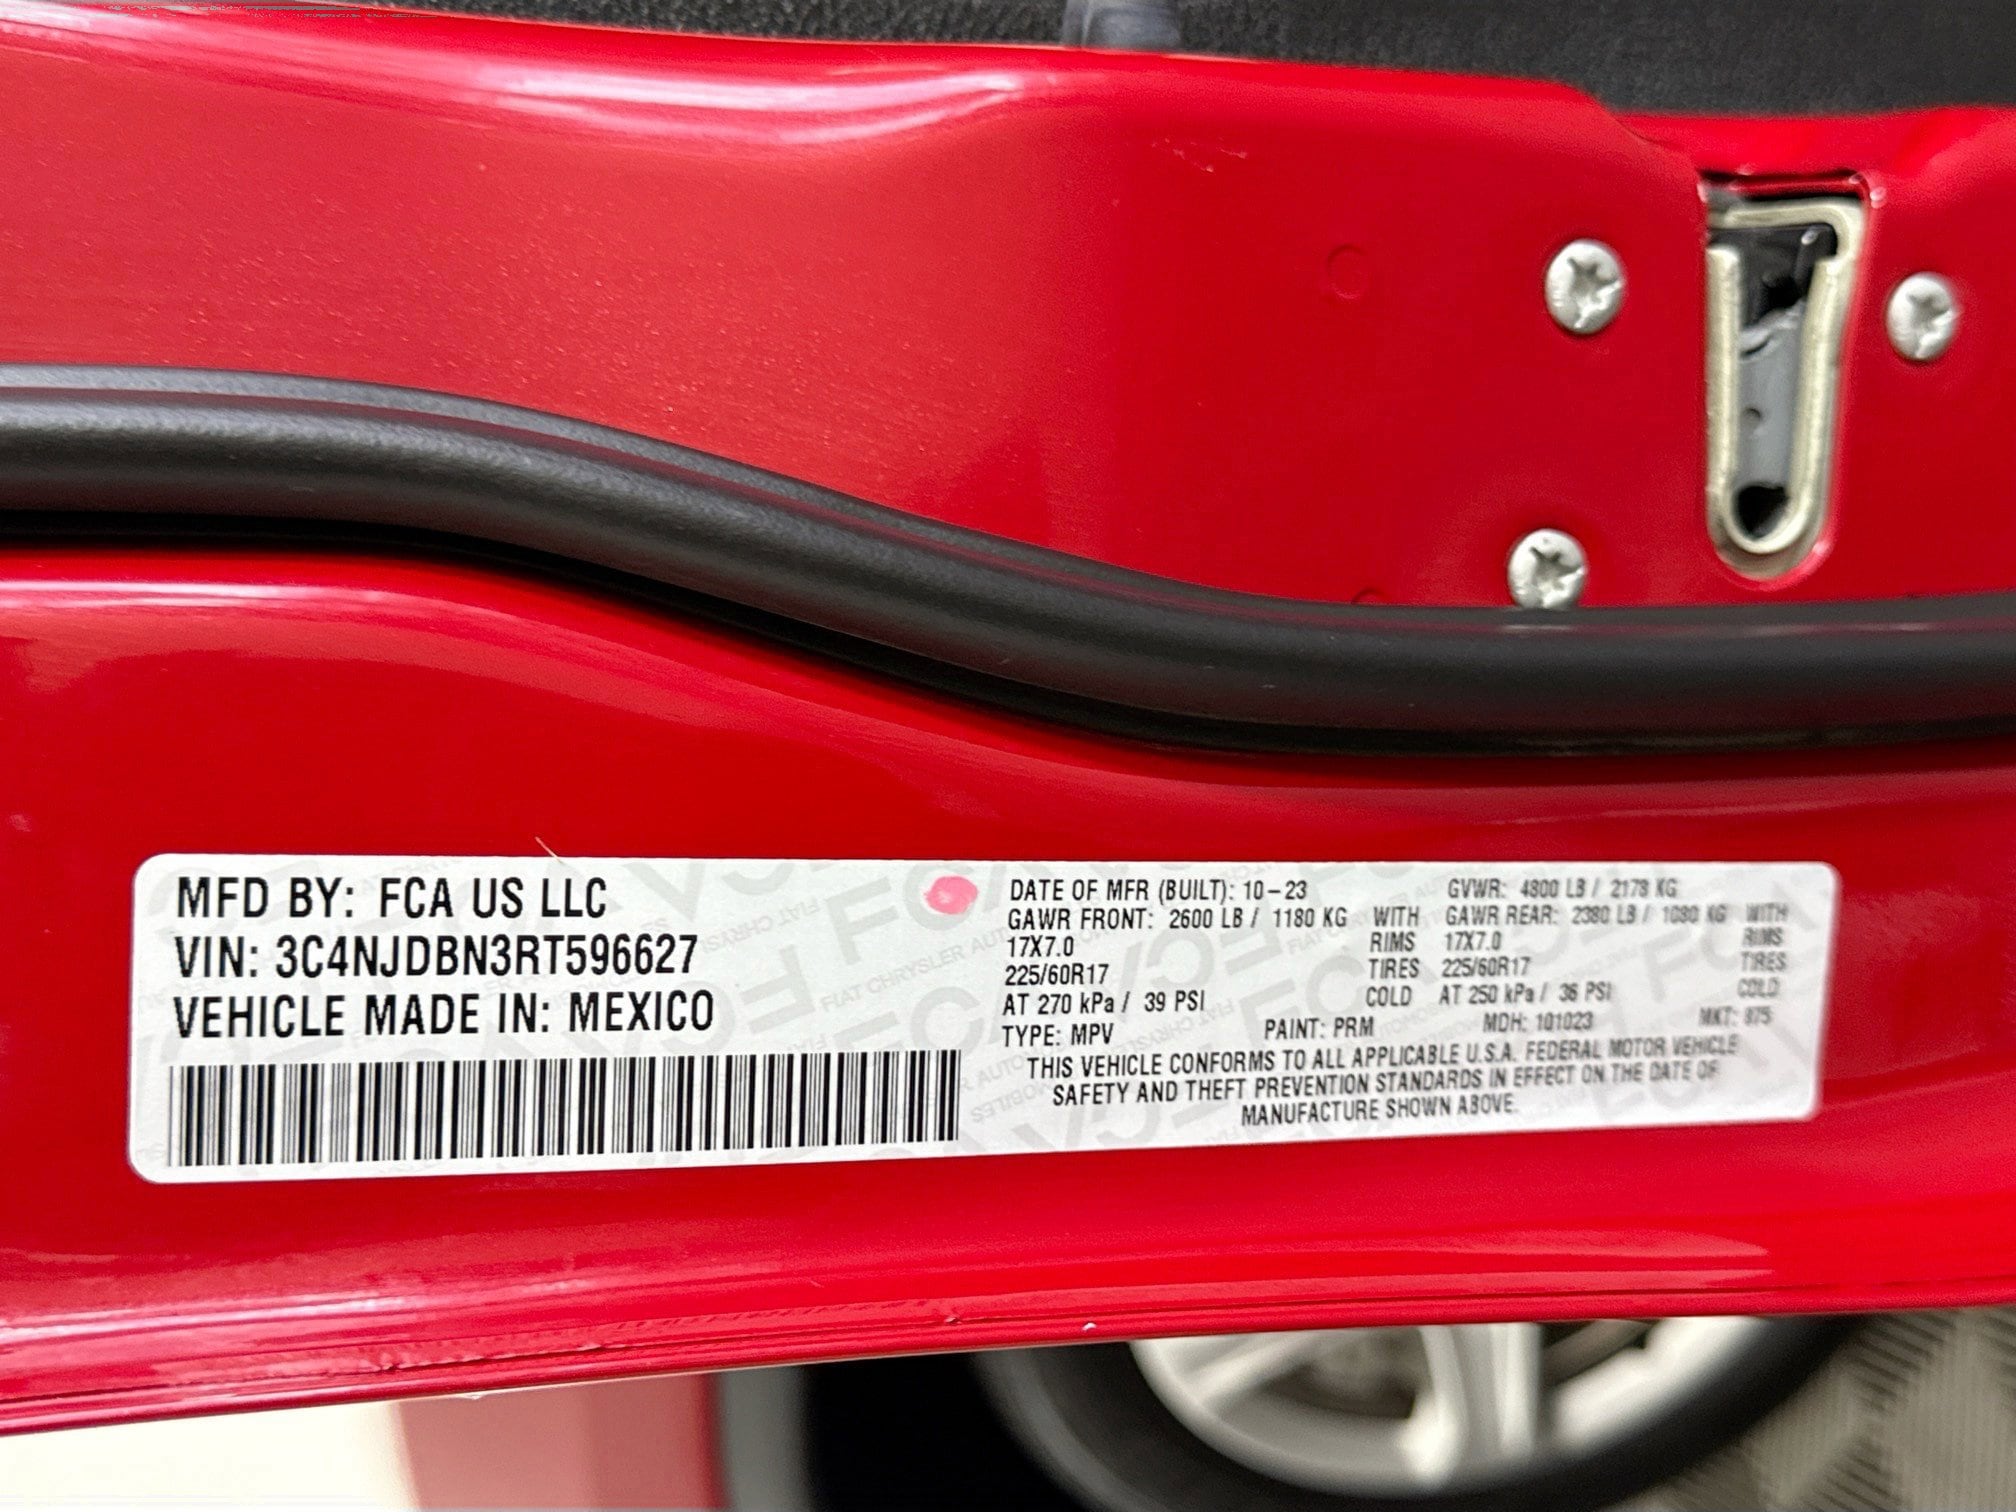 MFD BY: FCA US LLC
VIN: 3C4NJDBN3RT596627
VEHICLE MADE IN: MEXICO
DATE OF MFR (BUILT): 10-23 GVWR: 4800 LB / 2178 KG
GAWR FRONT: 2600 LB / 1180 KG WITH GAWR REAR: 2380 LB / 1080 KG WITH
17X7.0 RIMS 17X7.0 RIMS
225/60R17 TIRES 225/60R17 TIRES
AT 270 kPa / 39 PSI COLD AT 250 kPa / 36 PSI COLD
TYPE: MPV PAINT: PRM MDH: 101023 MKT: 875
THIS VEHICLE CONFORMS TO ALL APPLICABLE U.S.A. FEDERAL MOTOR VEHICLE
SAFETY AND THEFT PREVENTION STANDARDS IN EFFECT ON THE DATE OF
MANUFACTURE SHOWN ABOVE.